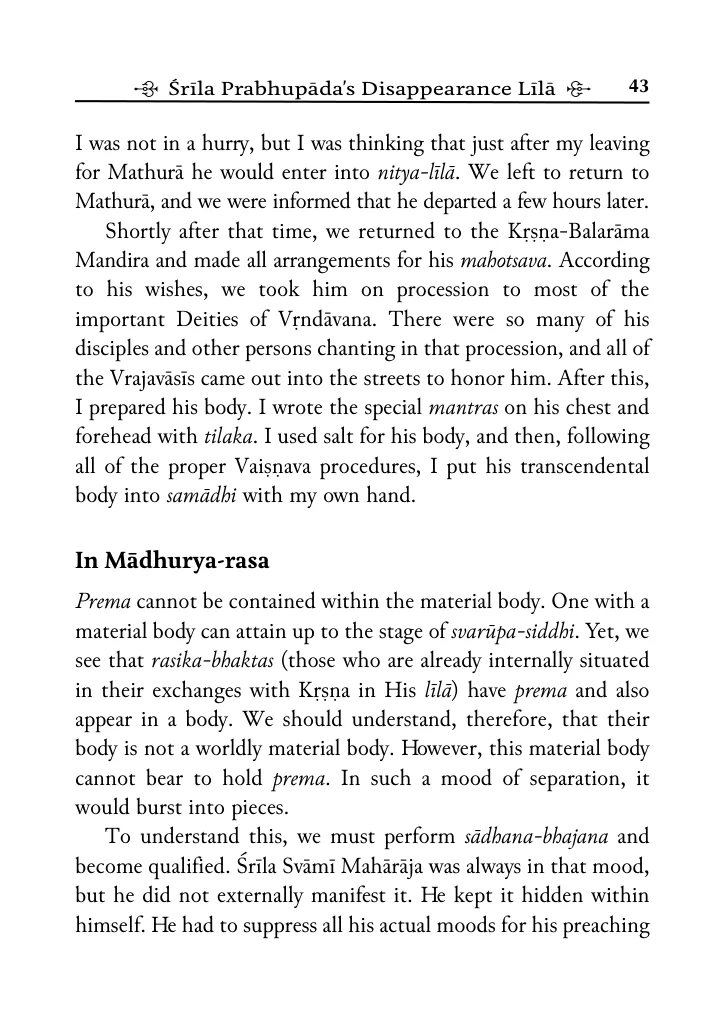 Śrīla Prabhupāda's Disappearance Līlā 43
I was not in a hurry, but I was thinking that just after my leaving
for Mathurā he would enter into nitya-līlā. We left to return to
Mathurā, and we were informed that he departed a few hours later.
Shortly after that time, we returned to the Kṛṣṇa-Balarāma
Mandira and made all arrangements for his mahotsava. According
to his wishes, we took him on procession to most of the
important Deities of Vṛndāvana. There were so many of his
disciples and other persons chanting in that procession, and all of
the Vrajavāsīs came out into the streets to honor him. After this,
I prepared his body. I wrote the special mantras on his chest and
forehead with tilaka. I used salt for his body, and then, following
all of the proper Vaiṣṇava procedures, I put his transcendental
body into samādhi with my own hand.
In Mādhurya-rasa
Prema cannot be contained within the material body. One with a
material body can attain up to the stage of svarūpa-siddhi. Yet, we
see that rasika-bhaktas (those who are already internally situated
in their exchanges with Kṛṣṇa in His līlā) have prema and also
appear in a body. We should understand, therefore, that their
body is not a worldly material body. However, this material body
cannot bear to hold prema. In such a mood of separation, it
would burst into pieces.
To understand this, we must perform sādhana-bhajana and
become qualified. Śrīla Svāmī Mahārāja was always in that mood,
but he did not externally manifest it. He kept it hidden within
himself. He had to suppress all his actual moods for his preaching